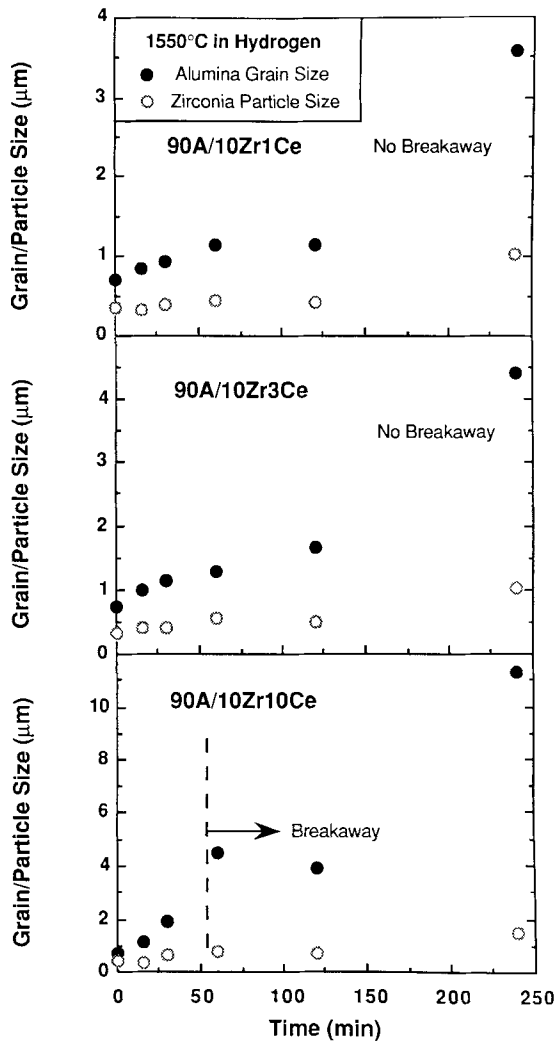 Grain/Particle Size (μm)
4
3
2
1
0
1550°C in Hydrogen
● Alumina Grain Size
○ Zirconia Particle Size
90A/10Zr1Ce
No Breakaway
Grain/Particle Size (μm)
4
3
2
1
0
90A/10Zr3Ce
No Breakaway
Grain/Particle Size (μm)
10
8
6
4
2
0
90A/10Zr10Ce
Breakaway
0 50 100 150 200 250
Time (min)